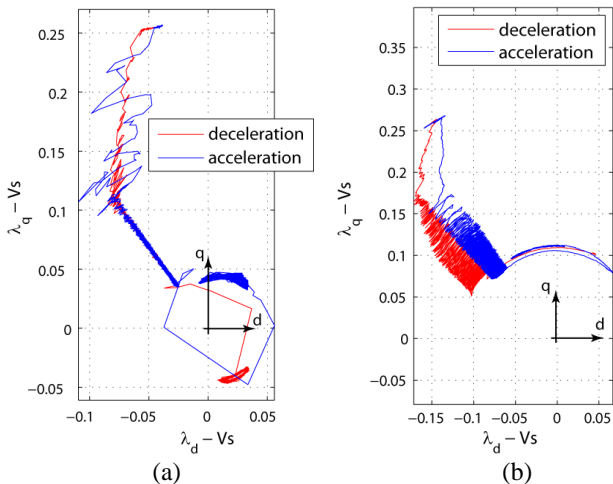 0.25
0.2
0.15
0.1
0.05
0
−0.05
λq – Vs
deceleration
acceleration
q
d
−0.1
−0.05
0
0.05
λd – Vs
(a)
deceleration
acceleration
0.35
0.3
0.25
0.2
0.15
0.1
0.05
0
−0.05
λq – Vs
q
d
−0.15
−0.1
−0.05
0
0.05
λd – Vs
(b)